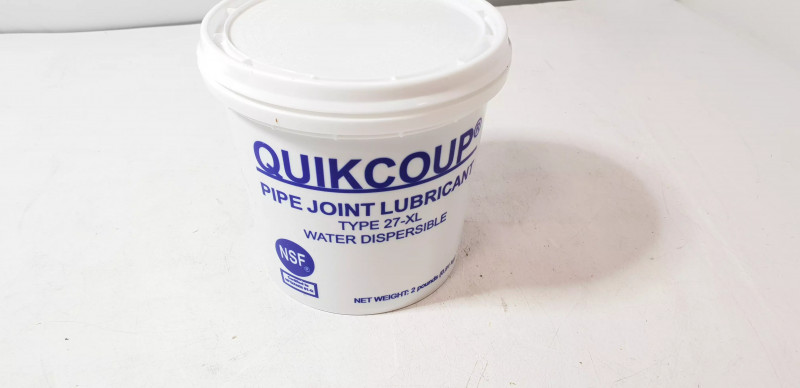 QUIKCOUP®
PIPE JOINT LUBRICANT
TYPE 27-XL
WATER DISPERSIBLE
NSF®
NET WEIGHT: 2 pounds